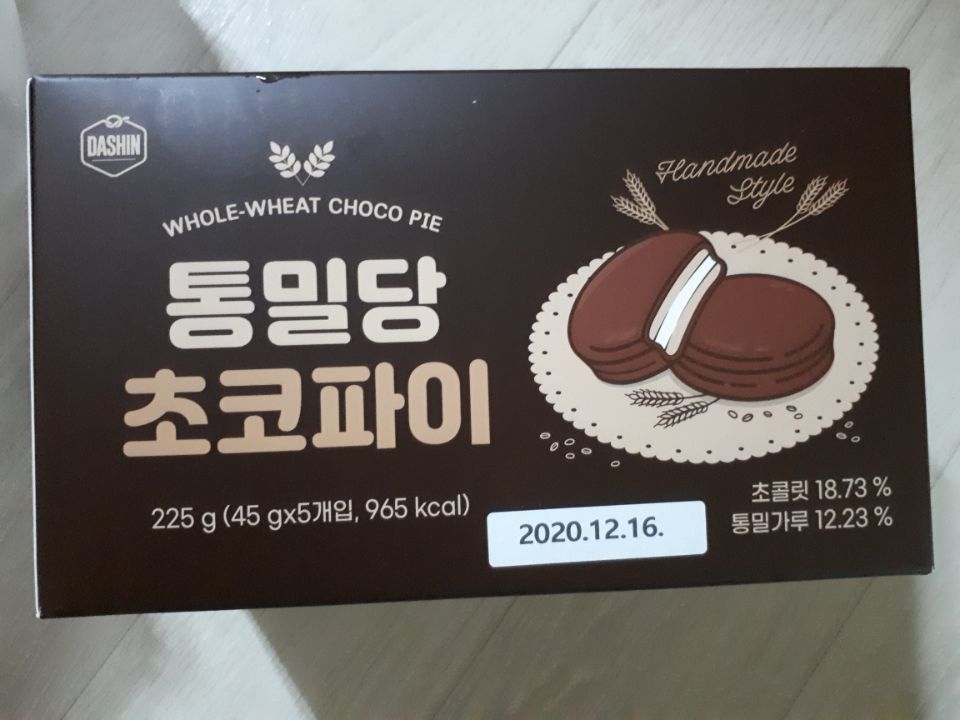 DASHIN
WHOLE-WHEAT CHOCO PIE
통밀당
초코파이
225 g (45 gx5개입, 965 kcal)
Handmade
Style
초콜릿 18.73 %
통밀가루 12.23 %
2020.12.16.